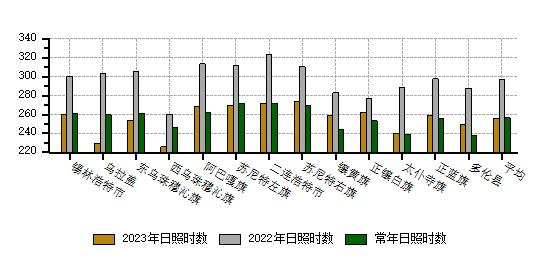 340
320
300
280
260
240
220
锡林浩特市
乌拉盖
东乌珠穆沁旗
西乌珠穆沁旗
阿巴嘎旗
苏尼特左旗
二连浩特市
苏尼特右旗
镶黄旗
正镶白旗
太仆寺旗
正蓝旗
多伦县
平均
2023年日照时数 2022年日照时数 常年日照时数